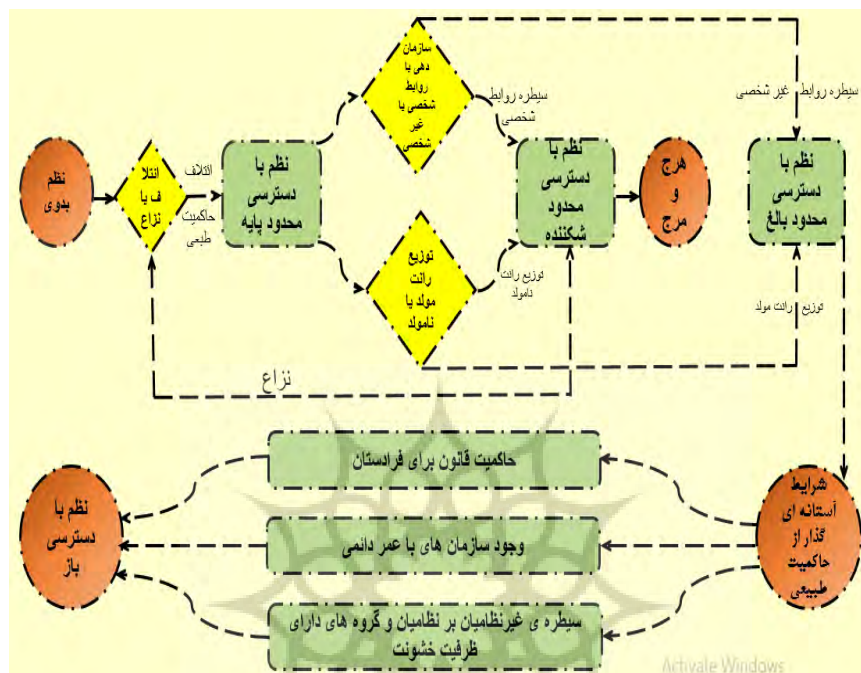 نظم
بدوی
ائتلا
ف یا
نزاع
ائتلاف
حاکمیت
طبعی
نظم با
دسترسی
محدود پایه
سازمان
دهی با
روابط
شخصی یا
غیر
شخصی
سیطره روابط
شخصی
توزیع
رانت
مولد یا
نامولد
توزیع رانت
نامولد
نظم با
دسترسی
محدود
شکننده
هرج
و
مرج
سیطره روابط غیر شخصی
نظم با
دسترسی
محدود بالغ
توزیع رانت مولد
نزاع
شرایط
آستانه ای
گذار از
حاکمیت
طبیعی
حاکمیت قانون برای فرادستان
وجود سازمان های با عمر دائمی
سیطره ی غیرنظامیان بر نظامیان و گروه های دارای
ظرفیت خشونت
نظم با
دسترسی
باز
Activate Windows